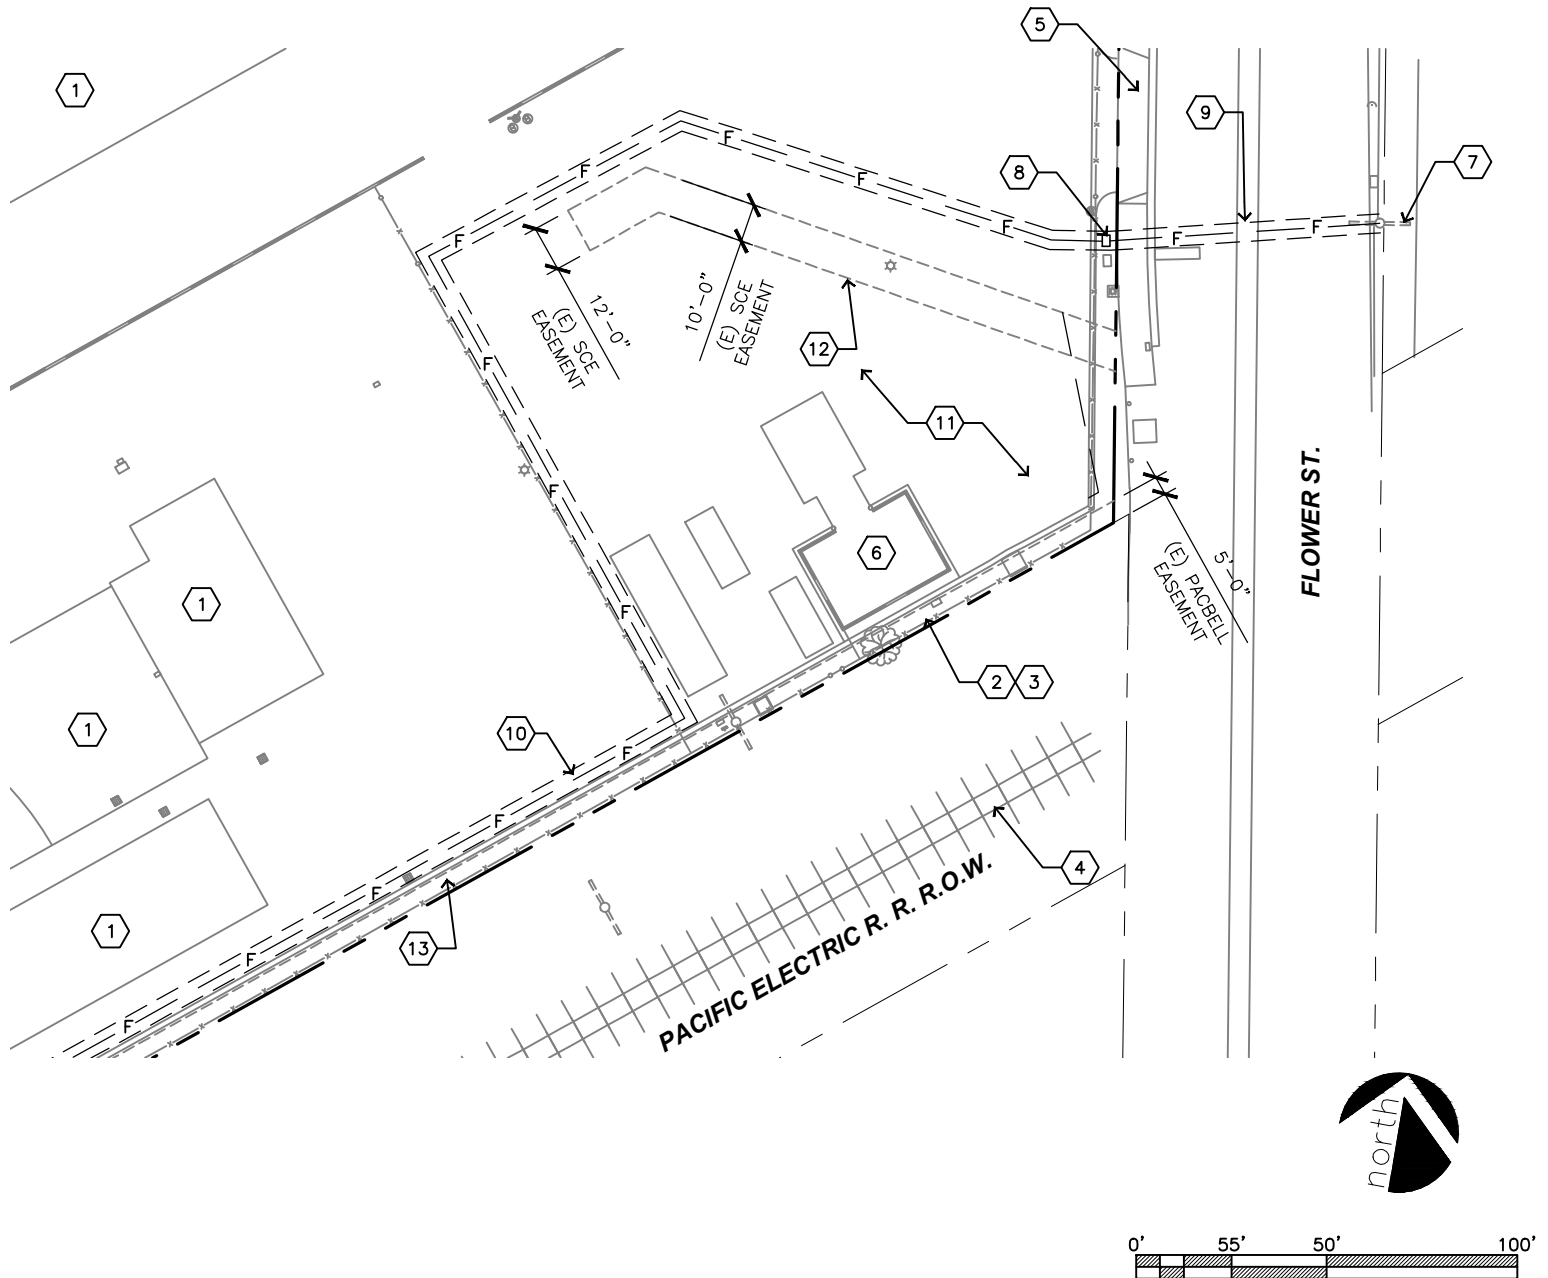 5
1
9
8
7
F
F
F
F
F
F
F
F
12'-0"
(E) SCE
EASEMENT
10'-0"
(E) SCE
EASEMENT
12
F
11
F
6
5'-0"
(E) PACBELL
EASEMENT
FLOWER ST.
1
F
2
3
1
10
F
F
4
F
1
13
F
F
PACIFIC ELECTRIC R. R. R.O.W.
north
0'
55'
50'
100'